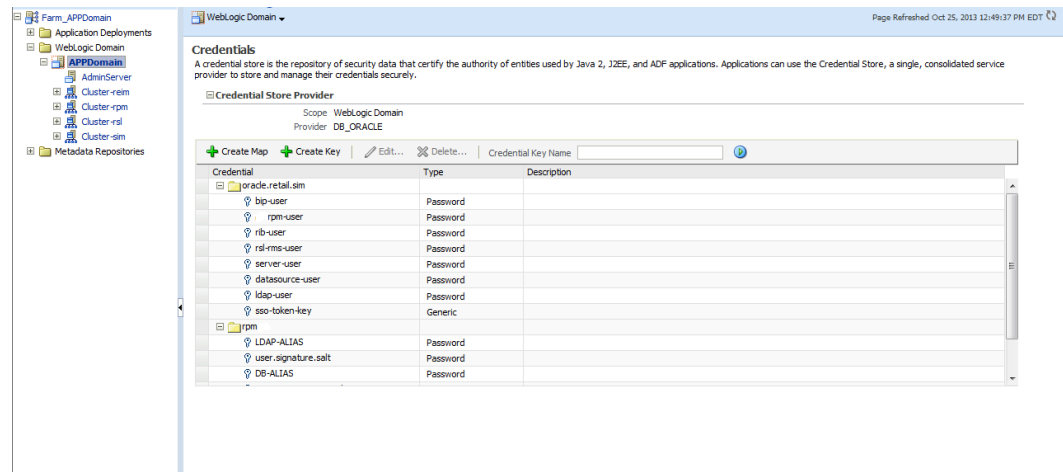 Farm_APPDomain
Application Deployments
WebLogic Domain
APPDomain
AdminServer
Cluster-reim
Cluster-rpm
Cluster-rsl
Cluster-sim
Metadata Repositories
WebLogic Domain
Page Refreshed Oct 25, 2013 12:49:37 PM EDT
Credentials
A credential store is the repository of security data that certify the authority of entities used by Java 2, J2EE, and ADF applications. Applications can use the Credential Store, a single, consolidated service
provider to store and manage their credentials securely.
Credential Store Provider
Scope WebLogic Domain
Provider DB_ORACLE
Create Map Create Key Edit... Delete... Credential Key Name
Credential Type Description
oracle.retail.sim
bip-user Password
rpm-user Password
rib-user Password
rsl-rms-user Password
server-user Password
datasource-user Password
ldap-user Password
sso-token-key Generic
rpm
LDAP-ALIAS Password
user.signature.salt Password
DB-ALIAS Password